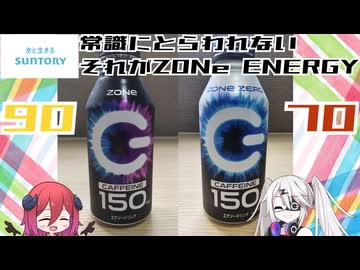 水と生きる
SUNTORY
常識にとらわれない
それがZONe ENERGY
90
70
ZONe
CAFFEINE
150
エナジードリンク
ZONe ZERO
CAFFEINE
150
エナジードリンク